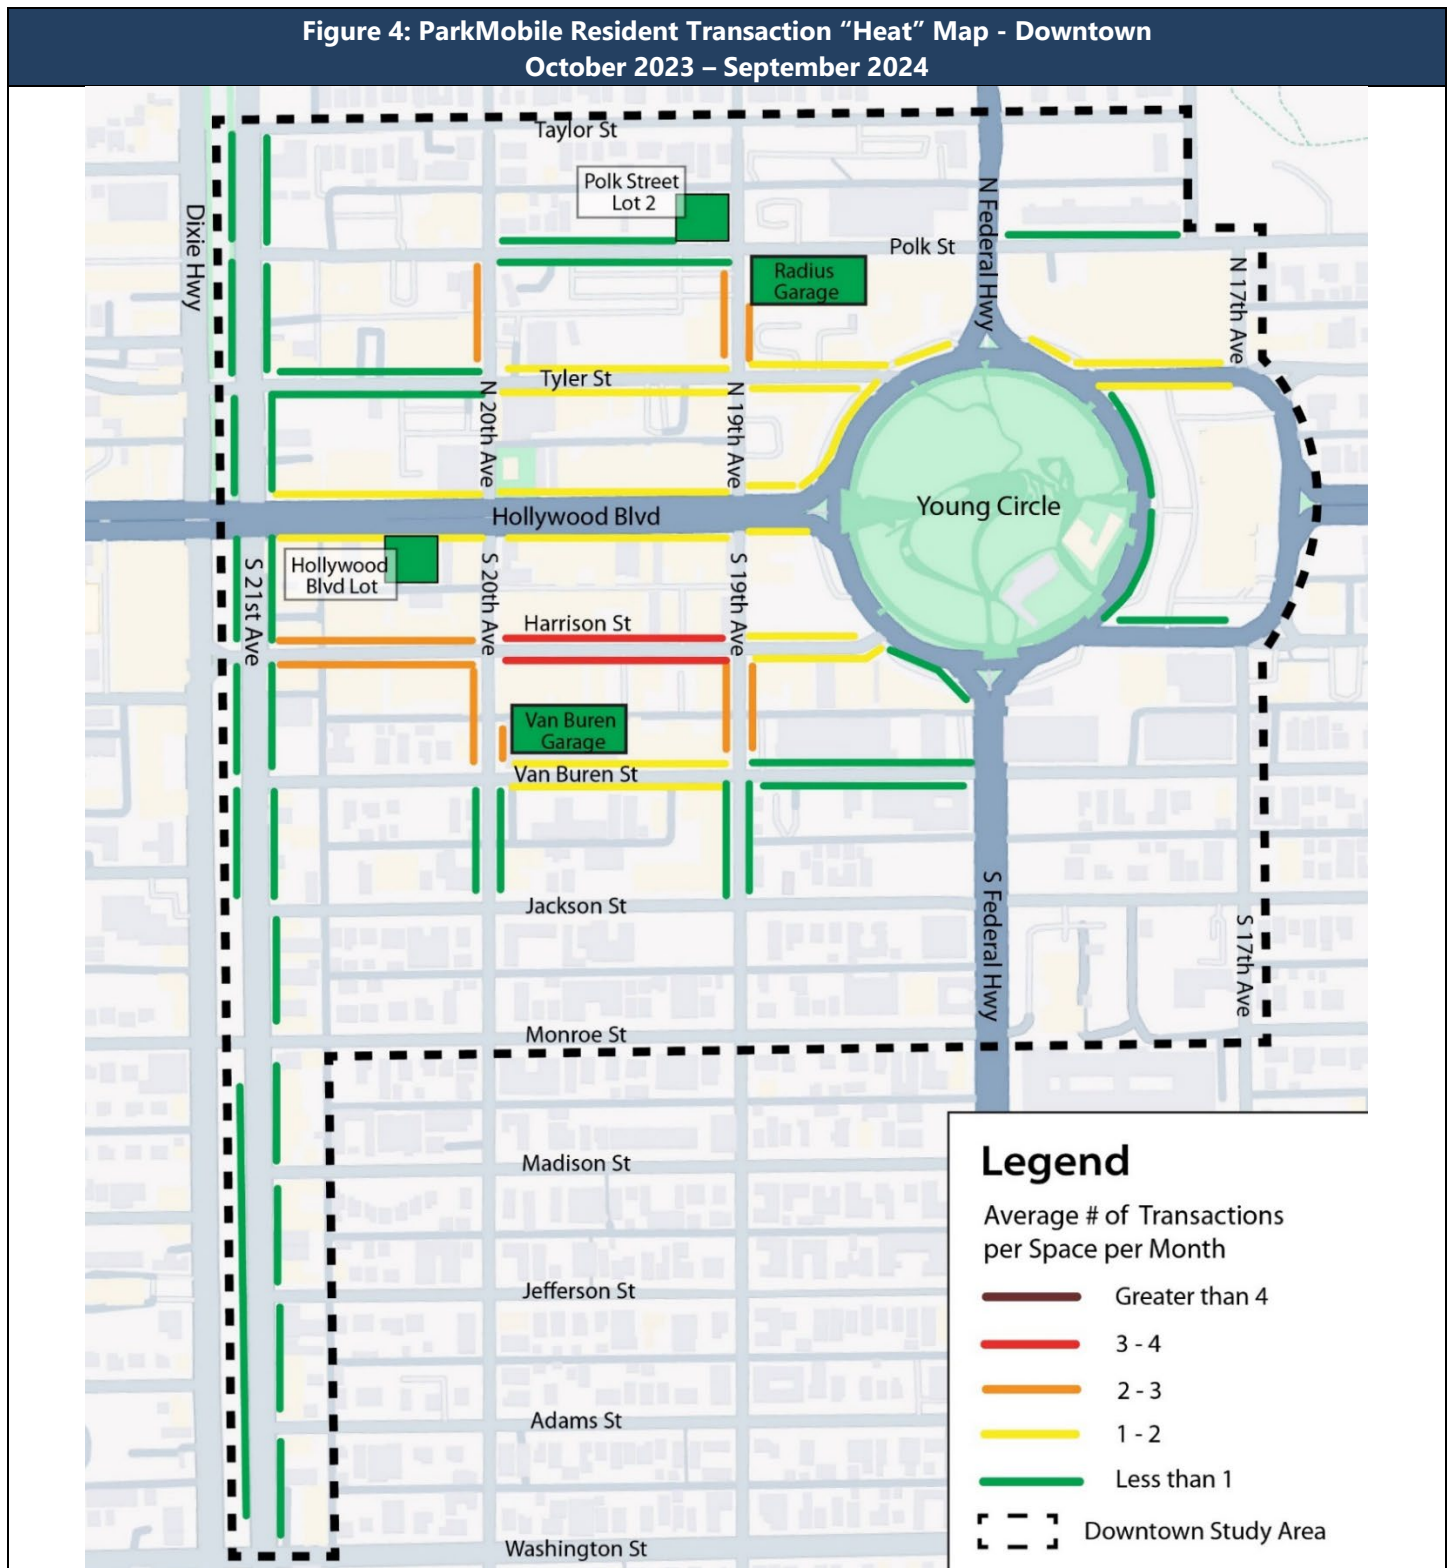 Figure 4: ParkMobile Resident Transaction “Heat” Map - Downtown
October 2023 – September 2024
Taylor St
Polk Street
Lot 2
Dixie Hwy
N Federal Hwy
Polk St
Radius
Garage
N 17th Ave
Tyler St
N 20th Ave
N 19th Ave
Young Circle
Hollywood Blvd
Hollywood
Blvd Lot
S 21st Ave
S 20th Ave
S 19th Ave
Harrison St
Van Buren
Garage
Van Buren St
Jackson St
S Federal Hwy
S 17th Ave
Monroe St
Madison St
Jefferson St
Adams St
Washington St
Legend
Average # of Transactions
per Space per Month
Greater than 4
3 - 4
2 - 3
1 - 2
Less than 1
Downtown Study Area